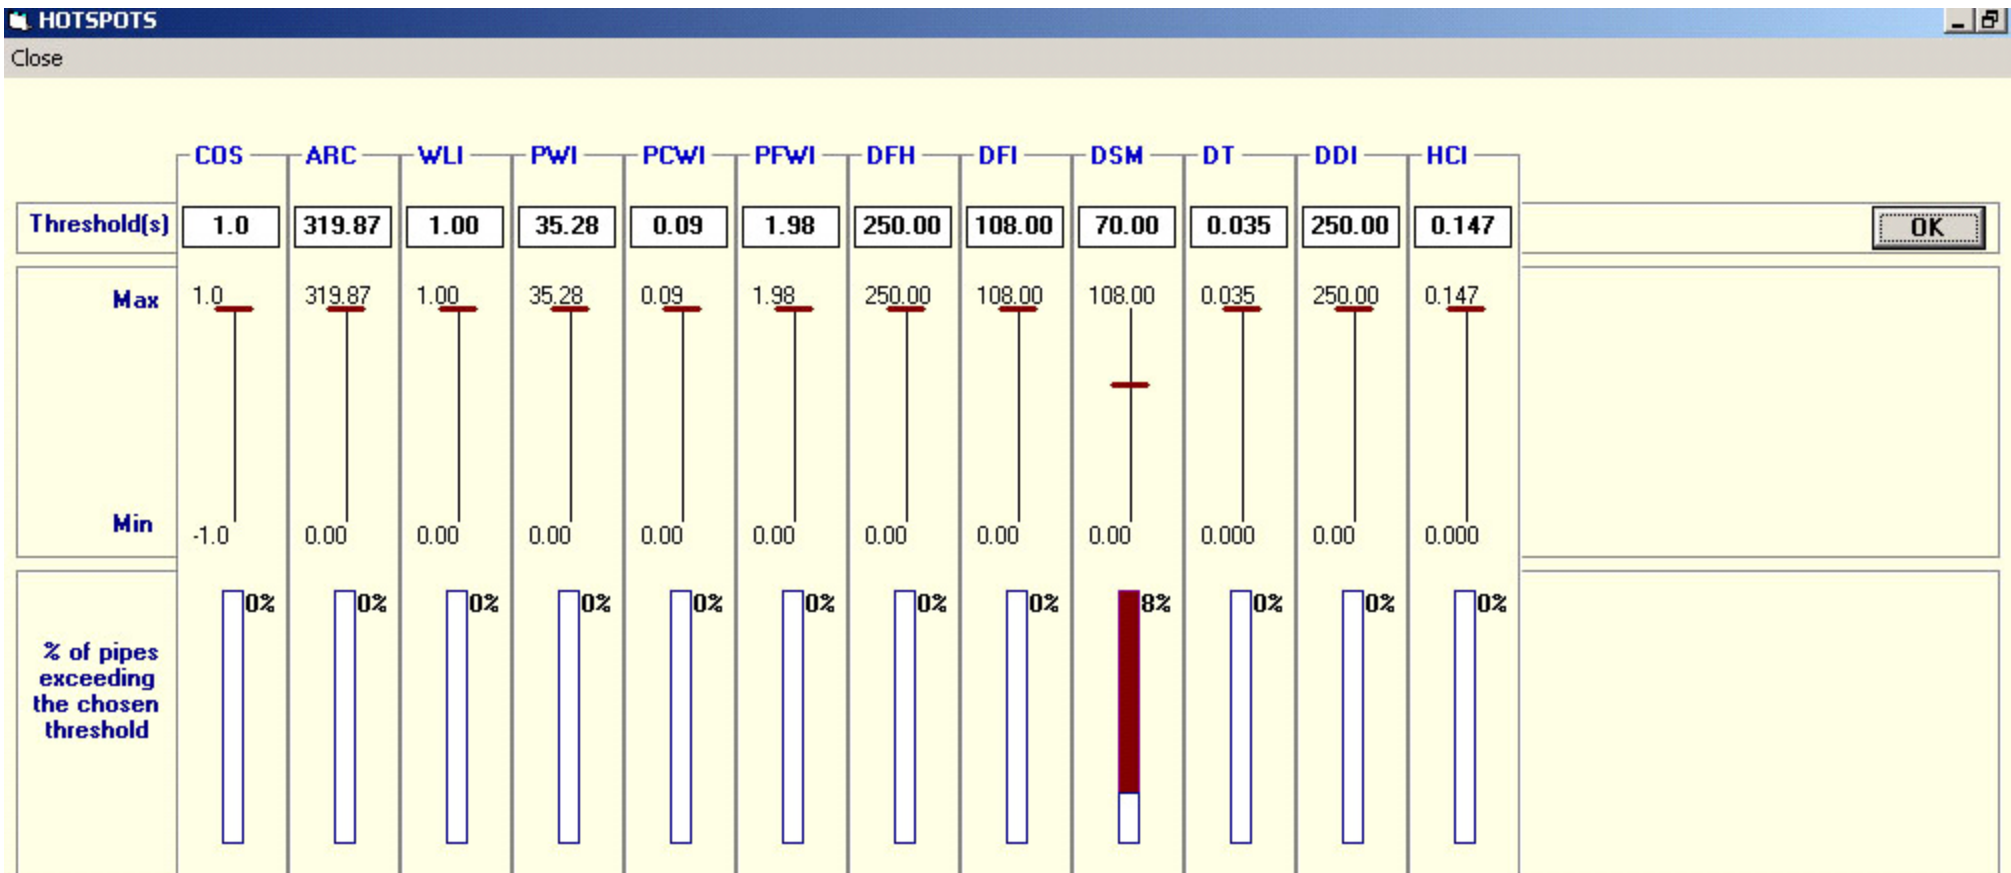 HOTSPOTS
Close
COS ARC WLI PWI PCWI PFWI DFH DFI DSM DT DDI HCI
Threshold(s) 1.0 319.87 1.00 35.28 0.09 1.98 250.00 108.00 70.00 0.035 250.00 0.147 OK
Max 1.0 319.87 1.00 35.28 0.09 1.98 250.00 108.00 108.00 0.035 250.00 0.147
Min -1.0 0.00 0.00 0.00 0.00 0.00 0.00 0.00 0.00 0.000 0.00 0.000
0% 0% 0% 0% 0% 0% 0% 0% 8% 0% 0% 0%
% of pipes
exceeding
the chosen
threshold